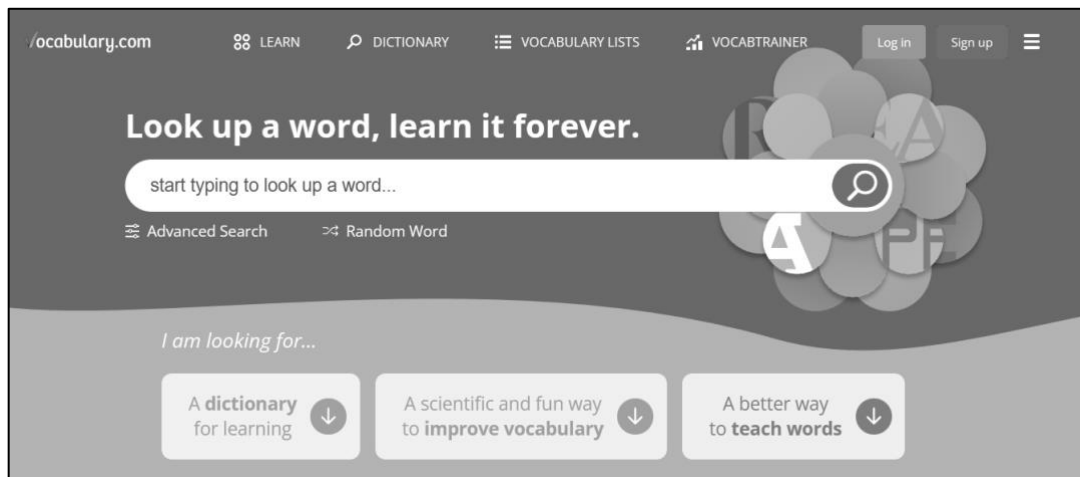 Vocabulary.com LEARN DICTIONARY VOCABULARY LISTS VOCABTRAINER Log in Sign up
Look up a word, learn it forever.
start typing to look up a word...
Advanced Search Random Word
I am looking for...
A dictionary
for learning
A scientific and fun way
to improve vocabulary
A better way
to teach words